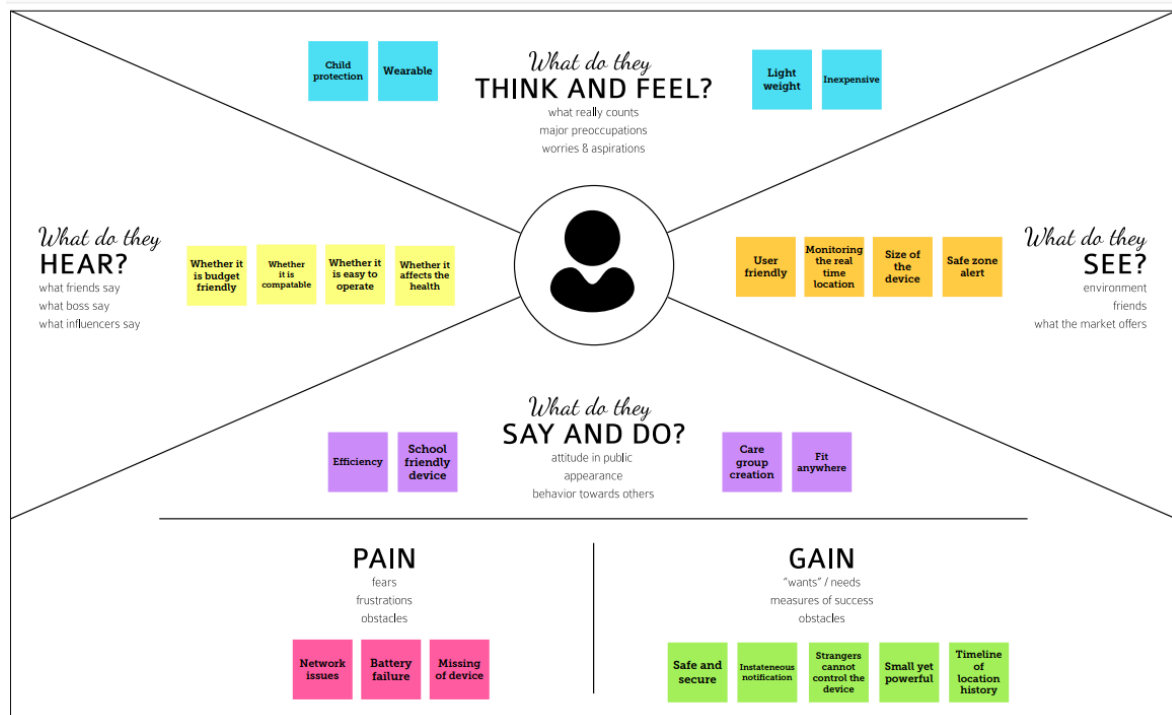 Child
protection
Wearable
What do they
THINK AND FEEL?
what really counts
major preoccupations
worries & aspirations
Light
weight
Inexpensive
What do they
HEAR?
what friends say
what boss say
what influencers say
Whether it
is budget
friendly
Whether
it is
compatable
Whether it
is easy to
operate
Whether it
affects the
health
User
friendly
Monitoring
the real
time
location
Size of
the
device
Safe zone
alert
What do they
SEE?
environment
friends
what the market offers
What do they
SAY AND DO?
attitude in public
appearance
behavior towards others
Efficiency
School
friendly
device
Care
group
creation
Fit
anywhere
PAIN
fears
frustrations
obstacles
Network
issues
Battery
failure
Missing
of device
GAIN
"wants" / needs
measures of success
obstacles
Safe and
secure
Instateneous
notification
Strangers
cannot
control the
device
Small yet
powerful
Timeline
of
location
history